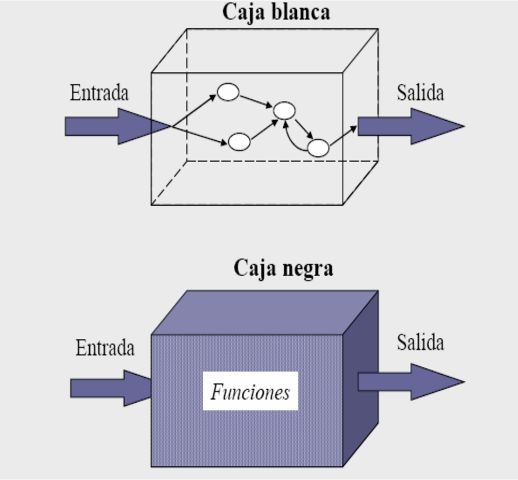 Caja blanca
Entrada
Salida
Caja negra
Entrada
Salida
Funciones